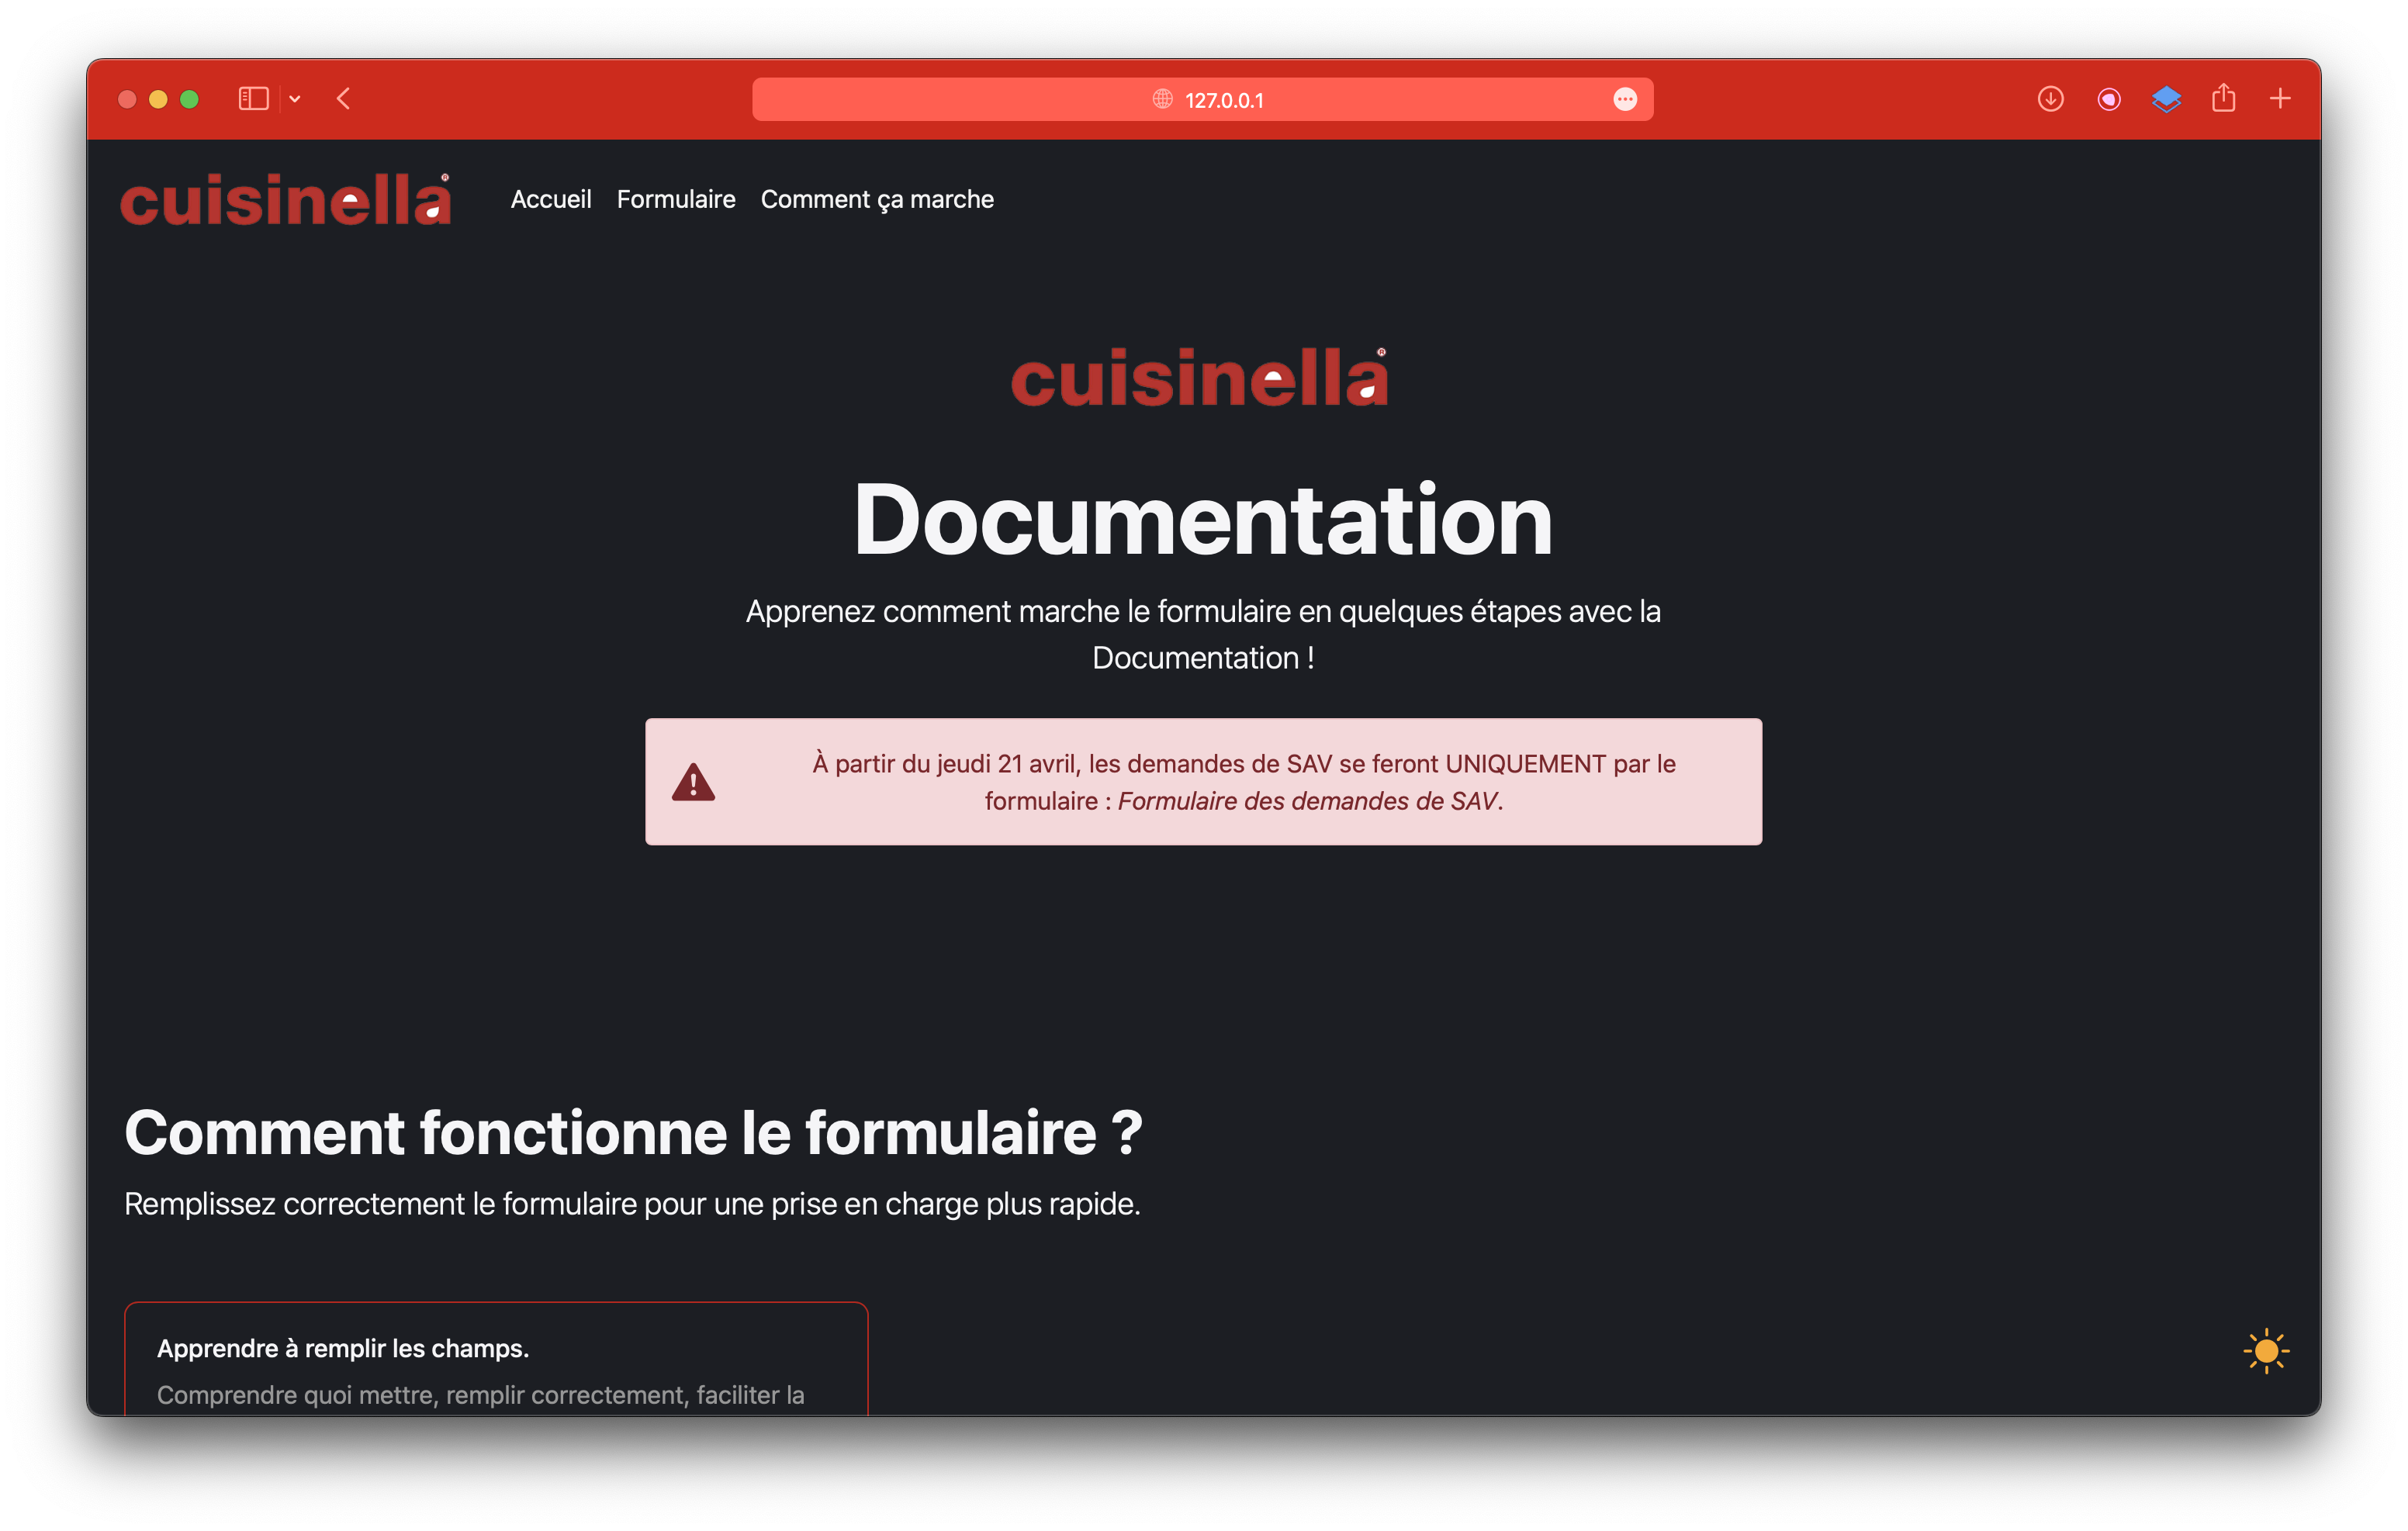 127.0.0.1
cuisinella®
Accueil Formulaire Comment ça marche
cuisinella®
Documentation
Apprenez comment marche le formulaire en quelques étapes avec la
Documentation !
À partir du jeudi 21 avril, les demandes de SAV se feront UNIQUEMENT par le
formulaire : Formulaire des demandes de SAV.
Comment fonctionne le formulaire ?
Remplissez correctement le formulaire pour une prise en charge plus rapide.
Apprendre à remplir les champs.
Comprendre quoi mettre, remplir correctement, faciliter la